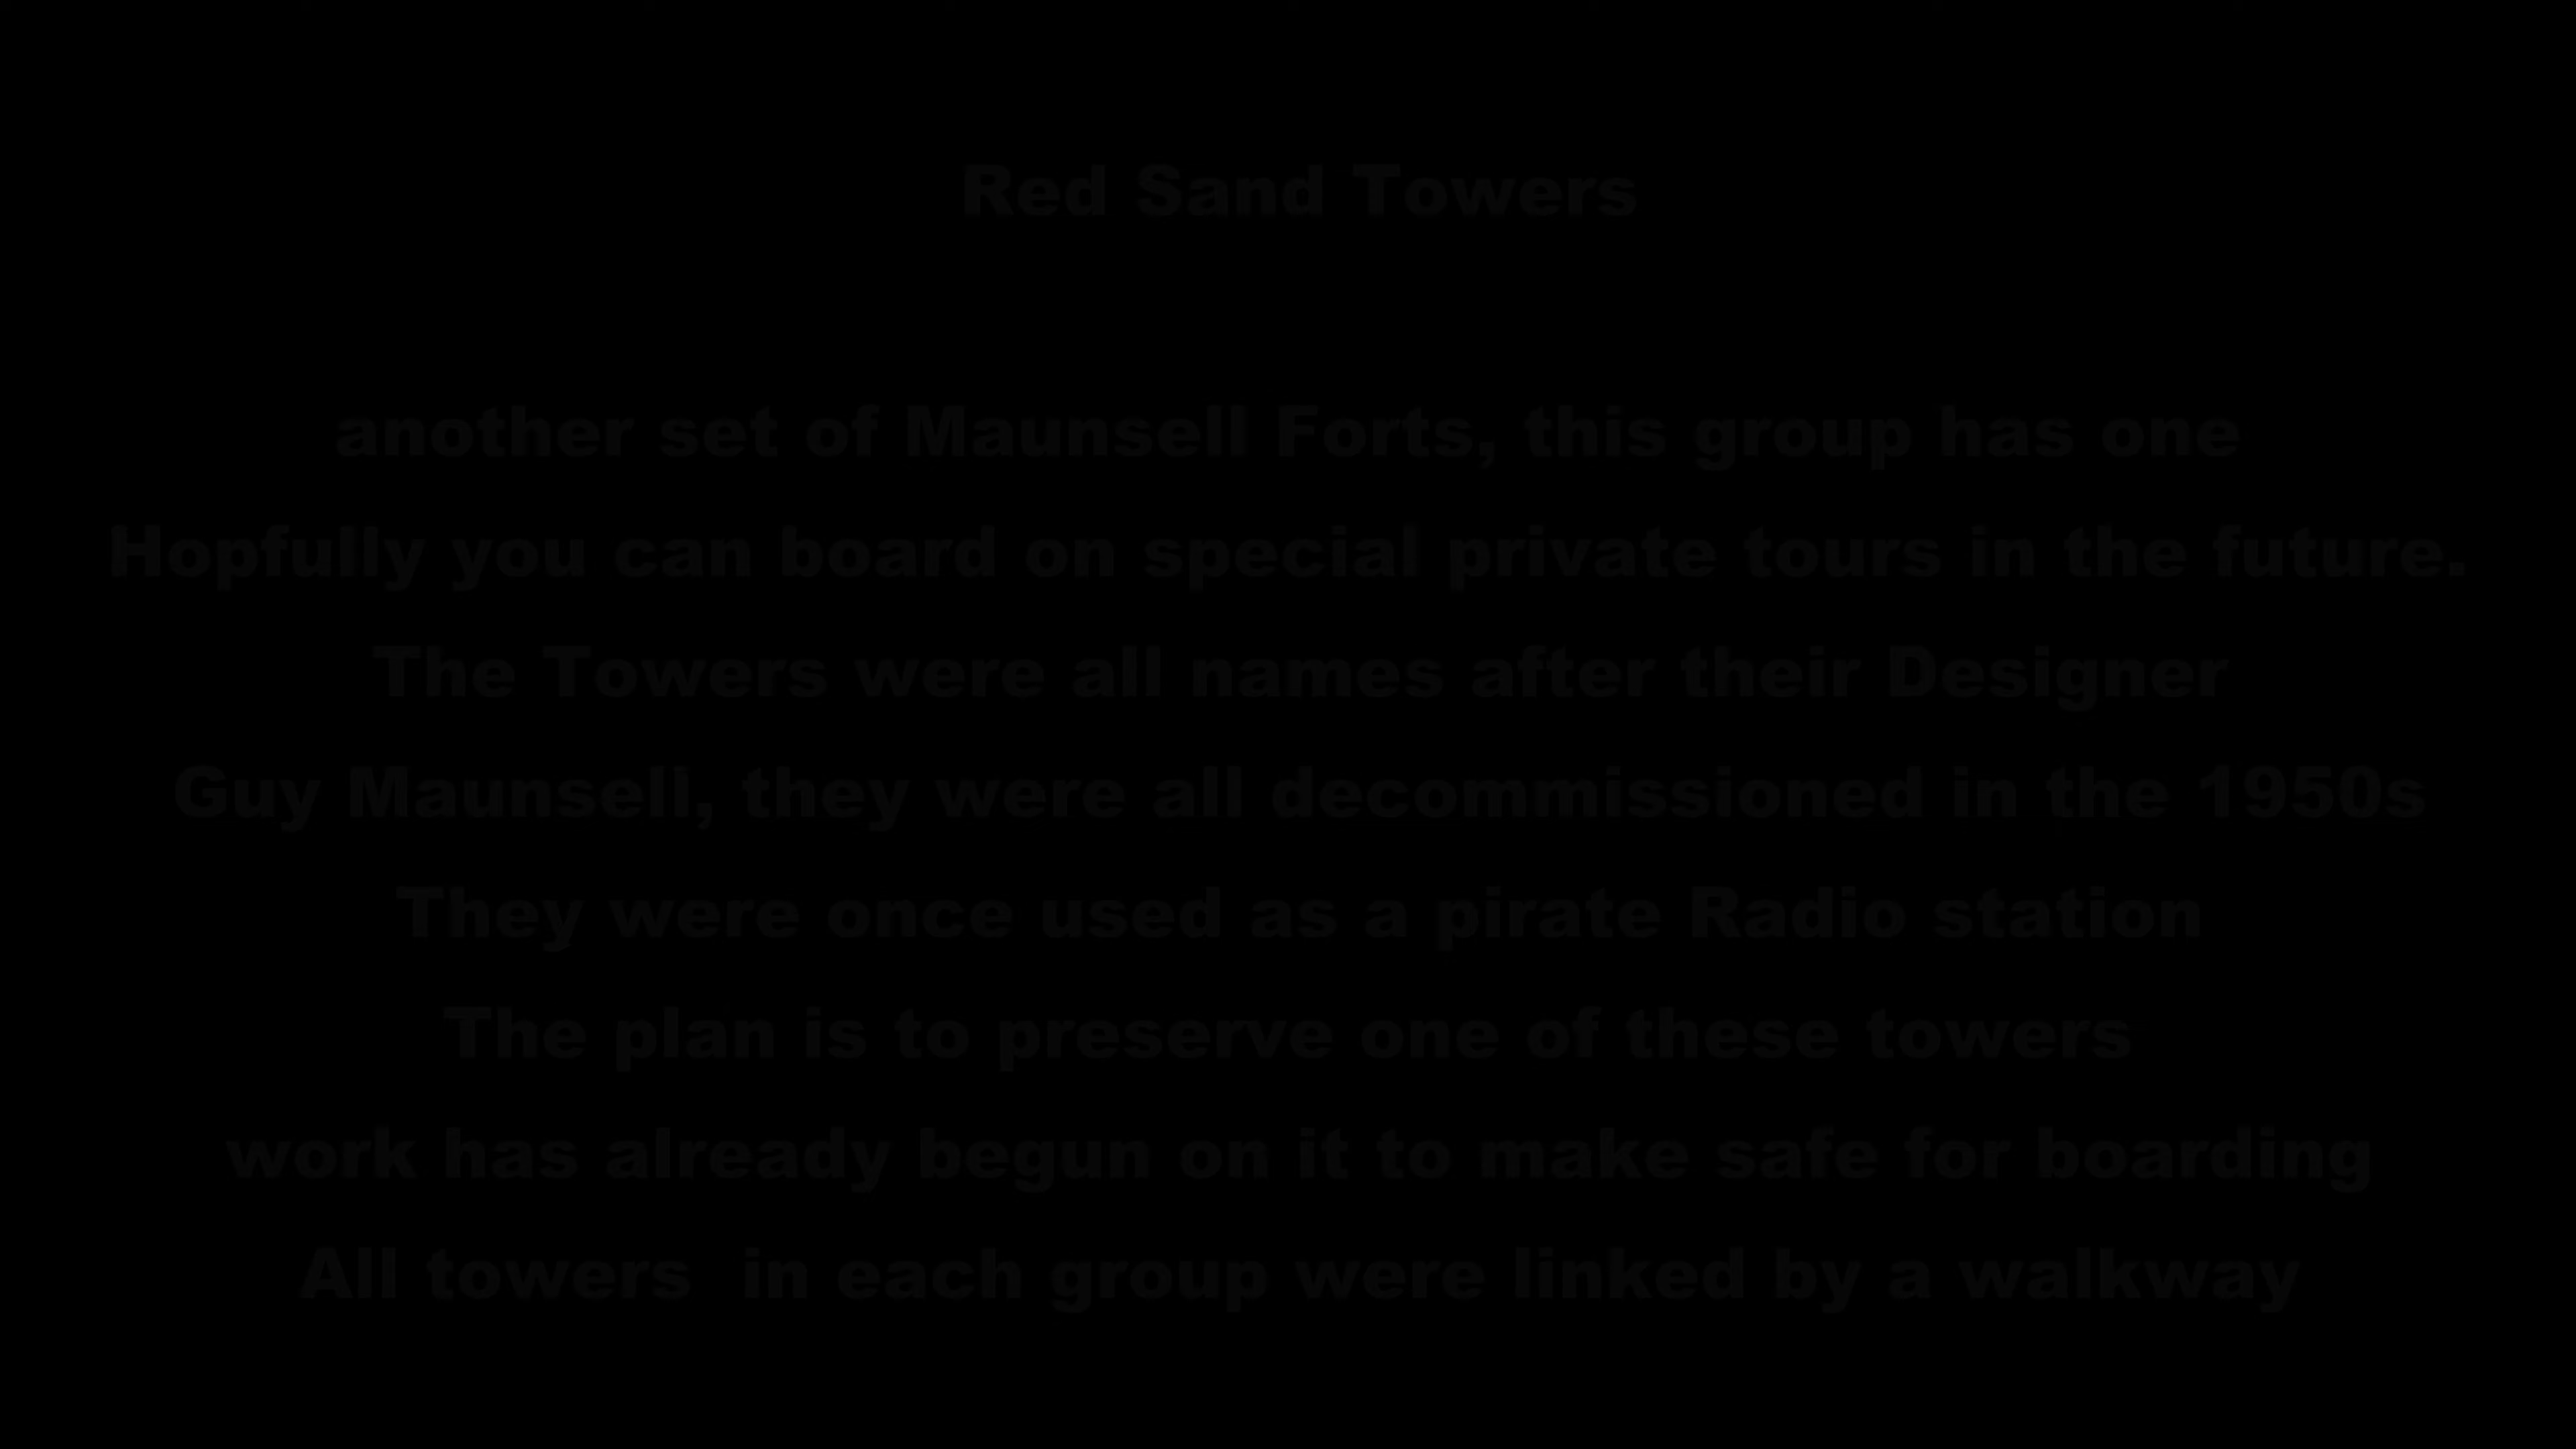 Red Sand Towers
another set of Maunsell Forts, this group has one
Hopfully you can board on special private tours in the future.
The Towers were all names after their Designer
Guy Maunsell, they were all decommissioned in the 1950s
They were once used as a pirate Radio station
The plan is to preserve one of these towers
work has already begun on it to make safe for boarding
All towers  in each group were linked by a walkway